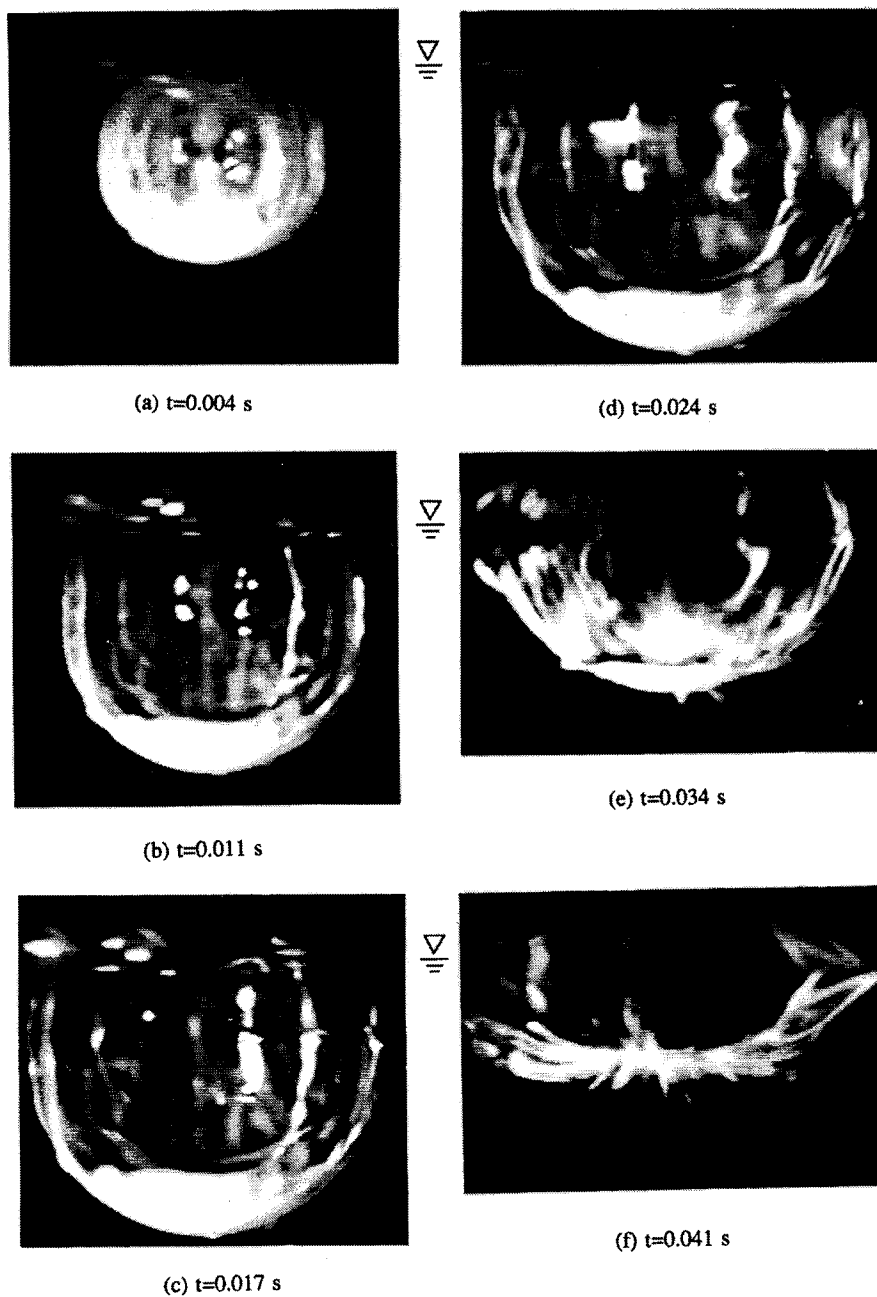 (a) t=0.004 s
(b) t=0.011 s
(c) t=0.017 s
(d) t=0.024 s
(e) t=0.034 s
(f) t=0.041 s